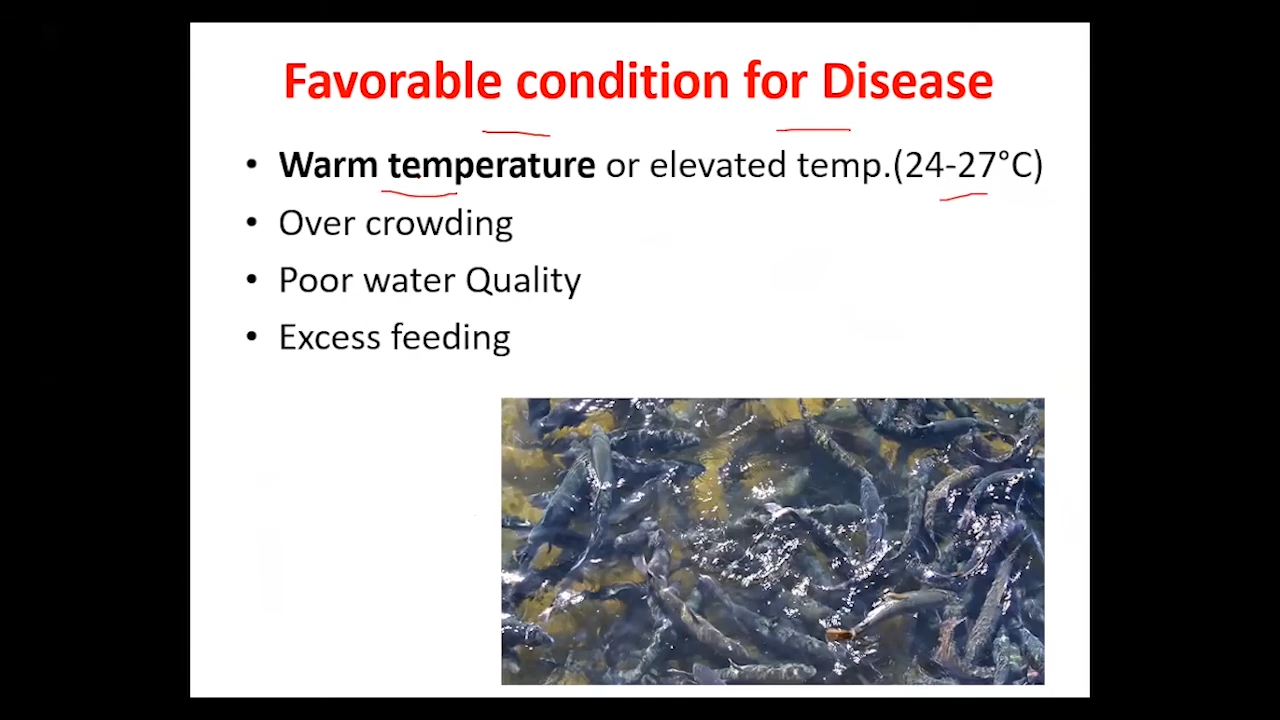 Favorable condition for Disease
• Warm temperature or elevated temp.(24-27°C)
• Over crowding
• Poor water Quality
• Excess feeding